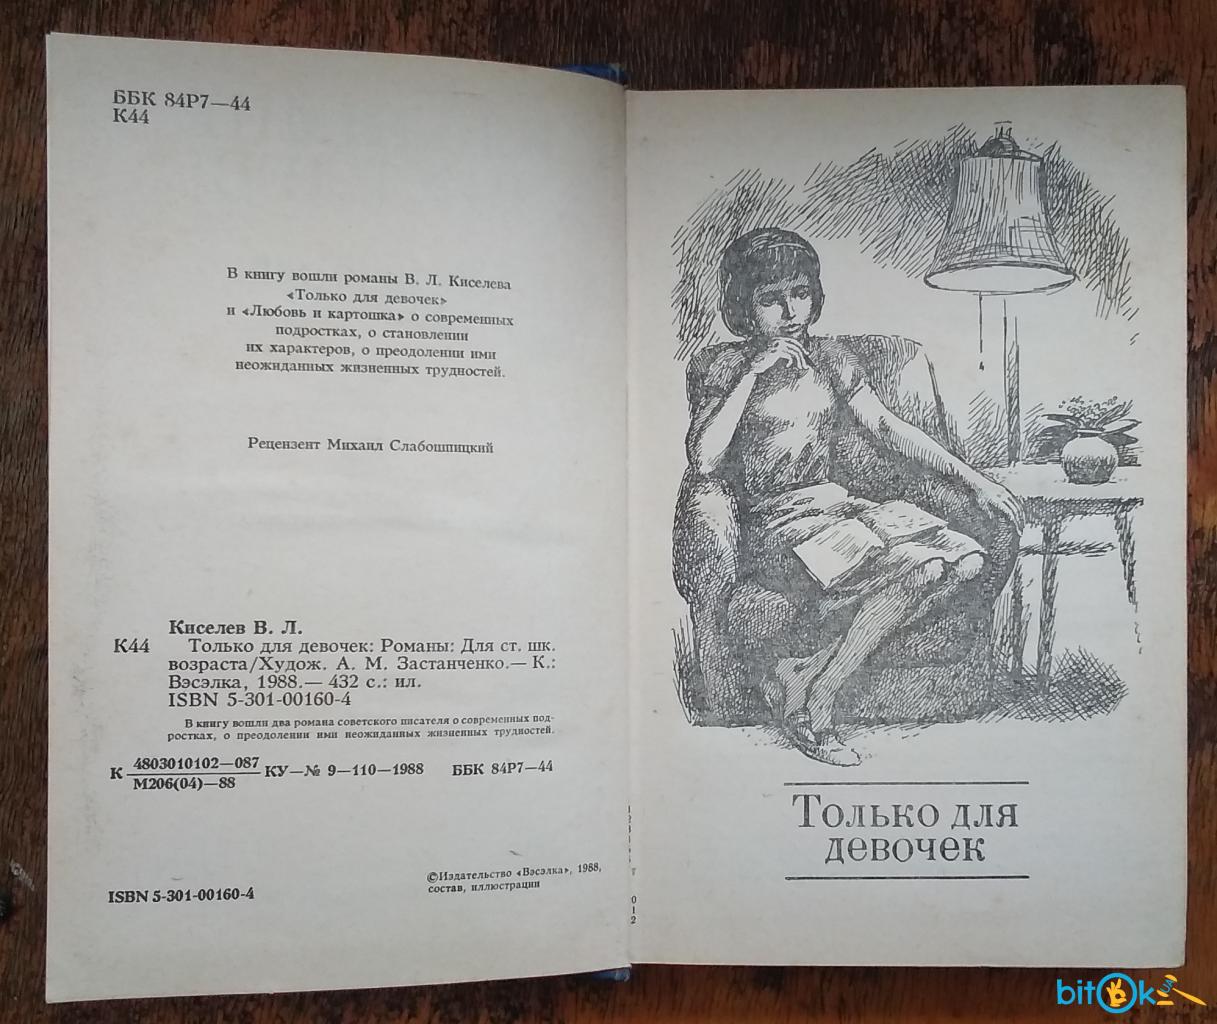 ББК 84Р7—44
К44
В книгу вошли романы В. Л. Киселева
«Только для девочек»
и «Любовь и картошка» о современных
подростках, о становлении
их характеров, о преодолении ими
неожиданных жизненных трудностей.
Рецензент Михаил Слабошпицкий
Киселев В. Л.
К44 Только для девочек: Романы: Для ст. шк.
возраста/Худож. А. М. Застанченко.— К.:
Вэсэлка, 1988.— 432 с.: ил.
ISBN 5-301-00160-4
В книгу вошли два романа советского писателя о современных под-
ростках, о преодолении ими неожиданных жизненных трудностей.
К 4803010102—087 КУ—№ 9—110—1988 ББК 84Р7—44
М206(04)—88
ISBN 5-301-00160-4
©Издательство «Вэсэлка», 1988,
состав, иллюстрации
Только для
девочек
bitOk
UA